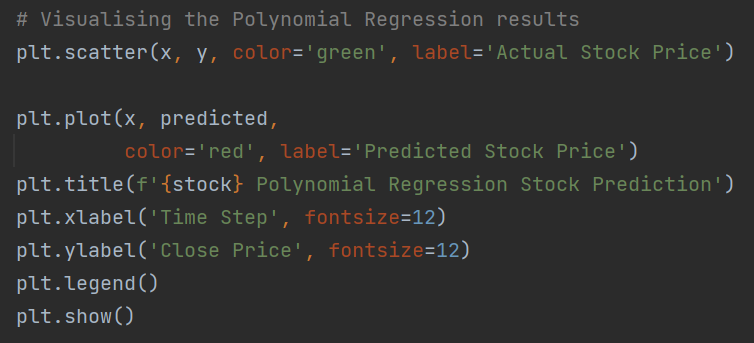 # Visualising the Polynomial Regression results
plt.scatter(x, y, color='green', label='Actual Stock Price')
plt.plot(x, predicted,
color='red', label='Predicted Stock Price')
plt.title(f'{stock} Polynomial Regression Stock Prediction')
plt.xlabel('Time Step', fontsize=12)
plt.ylabel('Close Price', fontsize=12)
plt.legend()
plt.show()